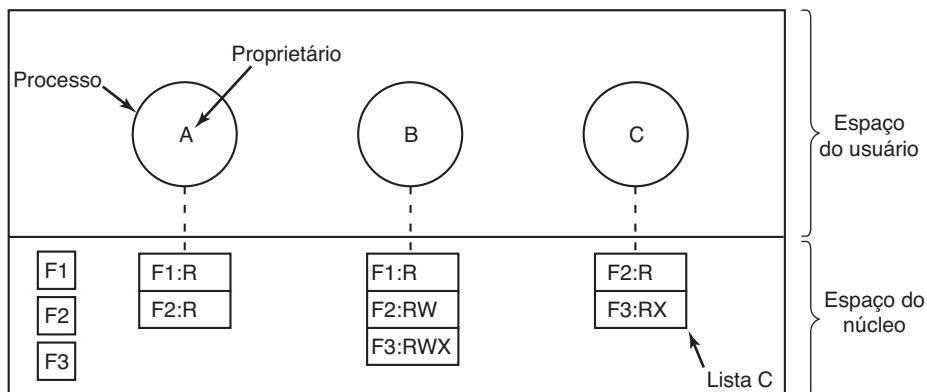 Proprietário
Processo
A
B
C
Espaço
do usuário
F1
F2
F3
F1:R
F2:R
F1:R
F2:RW
F3:RWX
F2:R
F3:RX
Lista C
Espaço do
núcleo